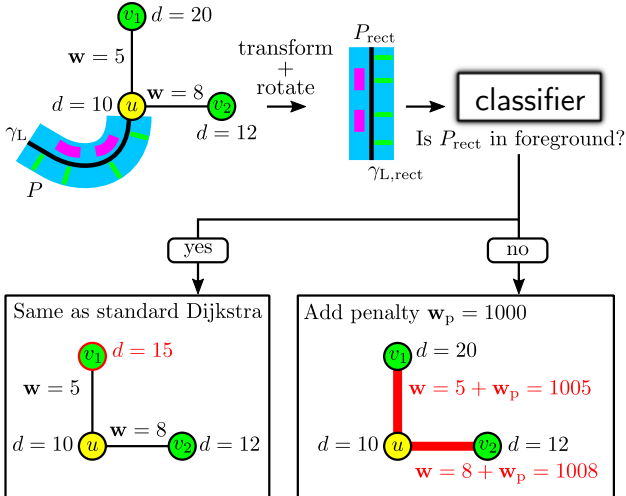 v₁ d = 20
w = 5
transform
+
rotate
P_rect
classifier
d = 10 u w = 8 v₂
d = 12
γ_L
P
γ_L,rect
Is P_rect in foreground?
yes
no
Same as standard Dijkstra
v₁ d = 15
w = 5
w = 8
d = 10 u v₂ d = 12
Add penalty w_p = 1000
v₁ d = 20
w = 5 + w_p = 1005
d = 10 u v₂ d = 12
w = 8 + w_p = 1008